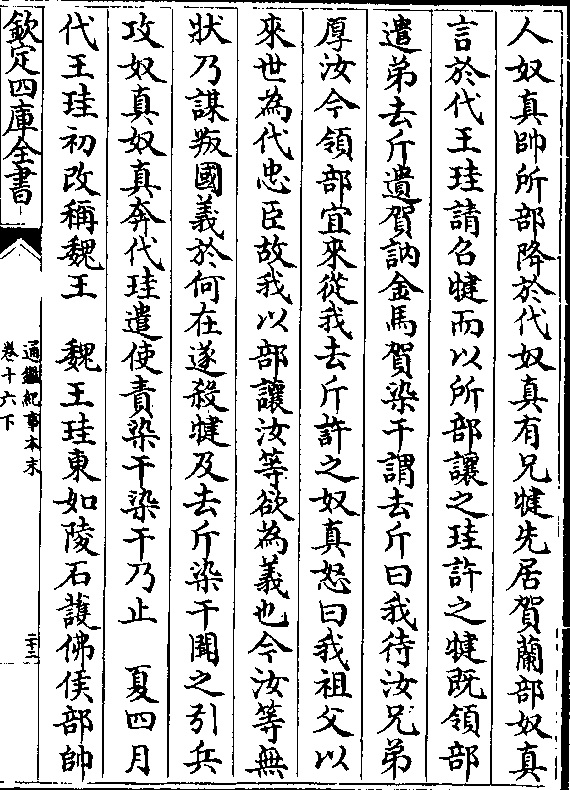 人奴真帥所部降於代奴真有兄犍先居賀蘭部奴真
言於代王珪請召犍而以所部讓之珪許之犍既領部
遣弟去斤遺賀訥金馬賀染干謂去斤曰我待汝兄弟
厚汝今領部宜來從我去斤許之奴真怒曰我祖父以
來世為代忠臣故我以部讓汝等欲為義也今汝等無
狀乃謀叛國義於何在遂殺犍及去斤染干聞之引兵
攻奴真奴真奔代珪遣使責染干染干乃止　夏四月
代王珪初改稱魏王　魏王珪東如陵石護佛侯部帥
欽定四庫全書
通鑑紀事本末
卷十六下
二十三